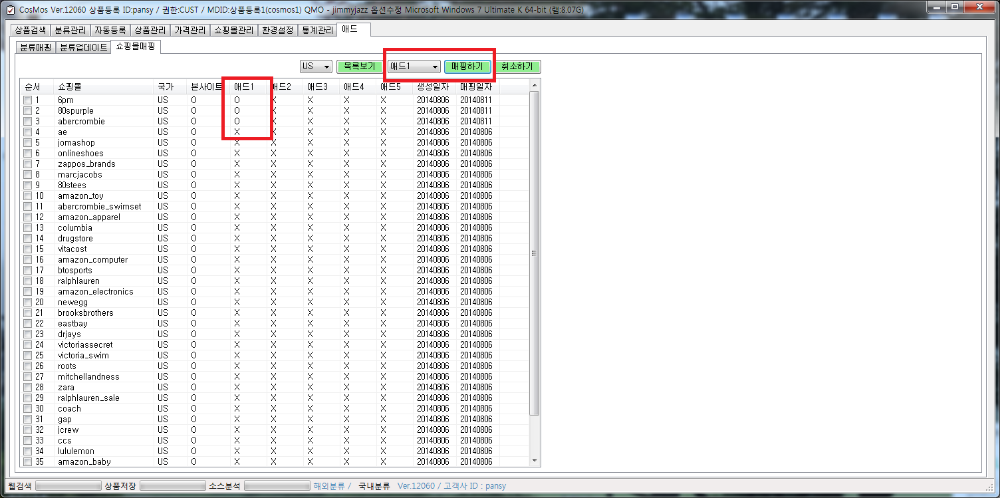 CosMos Ver.12060 상품등록 ID:pansy / 권한:CUST / MDID:상품등록1(cosmos1) QMO - jimmyjazz 옵션수정 Microsoft Windows 7 Ultimate K 64-bit (램:8.07G)
상품검색 분류관리 자동등록 상품관리 가격관리 쇼핑몰관리 환경설정 통계관리 애드
분류매핑 분류업데이트 쇼핑몰매핑
US 목록보기 애드1 매핑하기 취소하기
순서 쇼핑몰 국가 본사이트 애드1 애드2 애드3 애드4 애드5 생성일자 매핑일자
1 6pm US O O X X X X 20140806 20140811
2 80spurple US O O X X X X 20140806 20140811
3 abercrombie US O O X X X X 20140806 20140811
4 ae US O X X X X X 20140806 20140806
5 jomashop US O X X X X X 20140806 20140806
6 onlineshoes US O X X X X X 20140806 20140806
7 zappos_brands US O X X X X X 20140806 20140806
8 marcjacobs US O X X X X X 20140806 20140806
9 80stees US O X X X X X 20140806 20140806
10 amazon_toy US O X X X X X 20140806 20140806
11 abercrombie_swimset US O X X X X X 20140806 20140806
12 amazon_apparel US O X X X X X 20140806 20140806
13 columbia US O X X X X X 20140806 20140806
14 drugstore US O X X X X X 20140806 20140806
15 vitacost US O X X X X X 20140806 20140806
16 amazon_computer US O X X X X X 20140806 20140806
17 btosports US O X X X X X 20140806 20140806
18 ralphlauren US O X X X X X 20140806 20140806
19 amazon_electronics US O X X X X X 20140806 20140806
20 newegg US O X X X X X 20140806 20140806
21 brooksbrothers US O X X X X X 20140806 20140806
22 eastbay US O X X X X X 20140806 20140806
23 drjays US O X X X X X 20140806 20140806
24 victoriassecret US O X X X X X 20140806 20140806
25 victoria_swim US O X X X X X 20140806 20140806
26 roots US O X X X X X 20140806 20140806
27 mitchellandness US O X X X X X 20140806 20140806
28 zara US O X X X X X 20140806 20140806
29 ralphlauren_sale US O X X X X X 20140806 20140806
30 coach US O X X X X X 20140806 20140806
31 gap US O X X X X X 20140806 20140806
32 jcrew US O X X X X X 20140806 20140806
33 ccs US O X X X X X 20140806 20140806
34 lululemon US O X X X X X 20140806 20140806
35 amazon_baby US O X X X X X 20140806 20140806
웹검색 상품저장 소스분석 해외분류 / 국내분류 Ver.12060 / 고객사 ID : pansy